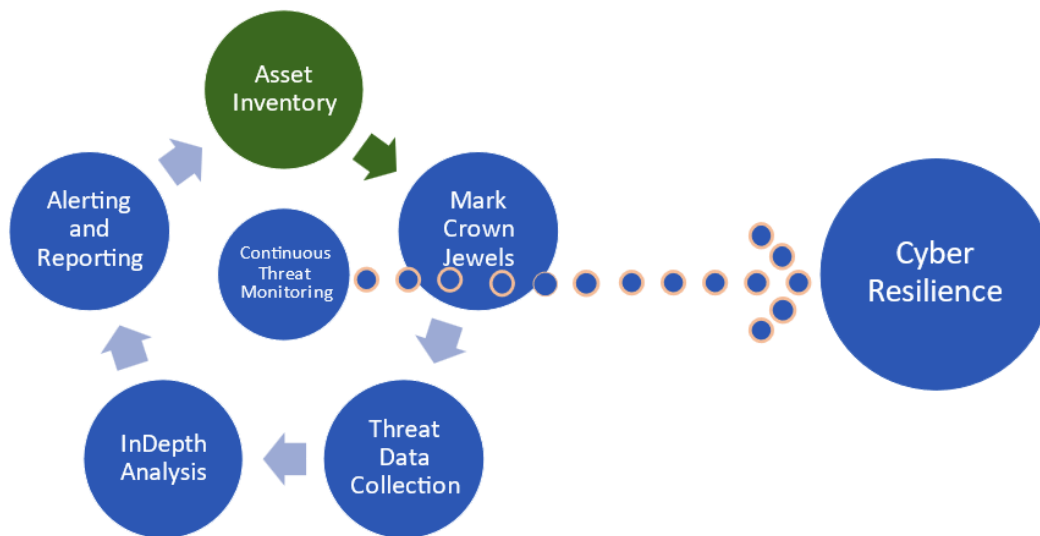 Asset
Inventory
Mark
Crown
Jewels
Threat
Data
Collection
InDepth
Analysis
Alerting
and
Reporting
Continuous
Threat
Monitoring
Cyber
Resilience